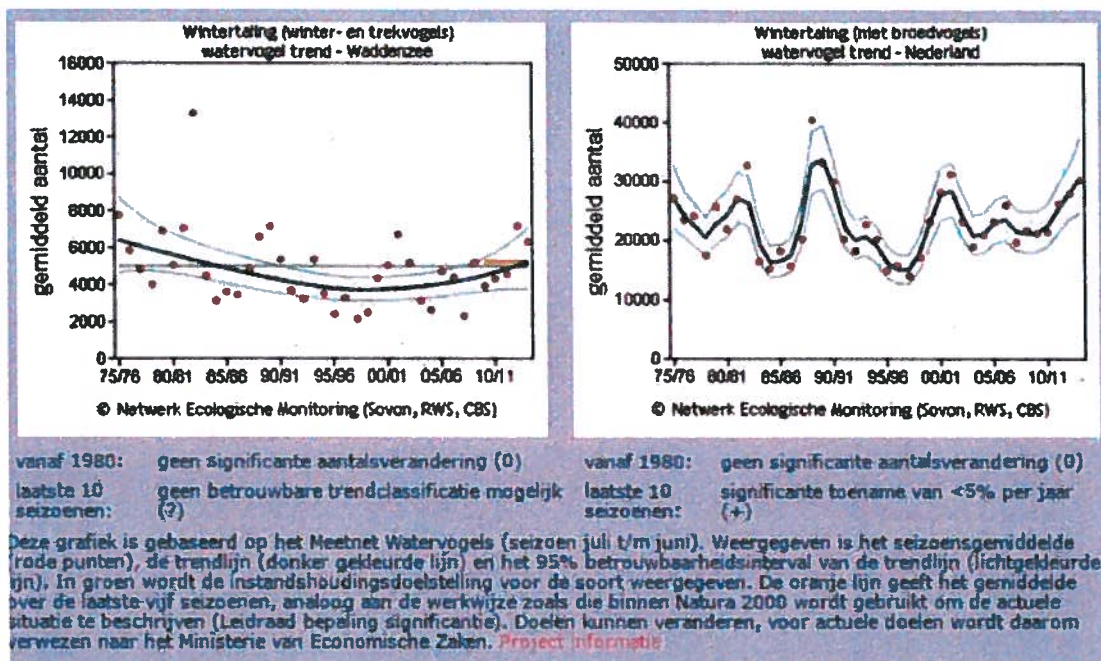 Wintertaling (winter- en trekvogels)
watervogel trend - Waddenzee
gemiddeld aantal
16000
14000
12000
10000
8000
6000
4000
2000
0
75/76 80/81 85/86 90/91 95/96 00/01 05/06 10/11
© Netwerk Ecologische Monitoring (Sovon, RWS, CBS)
Wintertaling (niet broedvogels)
watervogel trend - Nederland
gemiddeld aantal
50000
40000
30000
20000
10000
0
75/76 80/81 85/86 90/91 95/96 00/01 05/06 10/11
© Netwerk Ecologische Monitoring (Sovon, RWS, CBS)
vanaf 1980: geen significante aantalsverandering (0)
laatste 10 geen betrouwbare trendclassificatie mogelijk
seizoenen: (?)
vanaf 1980: geen significante aantalsverandering (0)
laatste 10 significante toename van <5% per jaar
seizoenen: (+)
Deze grafiek is gebaseerd op het Meetnet Watervogels (seizoen juli t/m juni). Weergegeven is het seizoensgemiddelde
(rode punten), de trendlijn (donker gekleurde lijn) en het 95% betrouwbaarheidsinterval van de trendlijn (lichtgekleurde
lijn). In groen wordt de instandshoudingsdoelstelling voor de soort weergegeven. De oranje lijn geeft het gemiddelde
over de laatste vijf seizoenen, analoog aan de werkwijze zoals die binnen Natura 2000 wordt gebruikt om de actuele
situatie te beschrijven (Leidraad bepaling significantie). Doelen kunnen veranderen, voor actuele doelen wordt daarom
verwezen naar het Ministerie van Economische Zaken. Project informatie